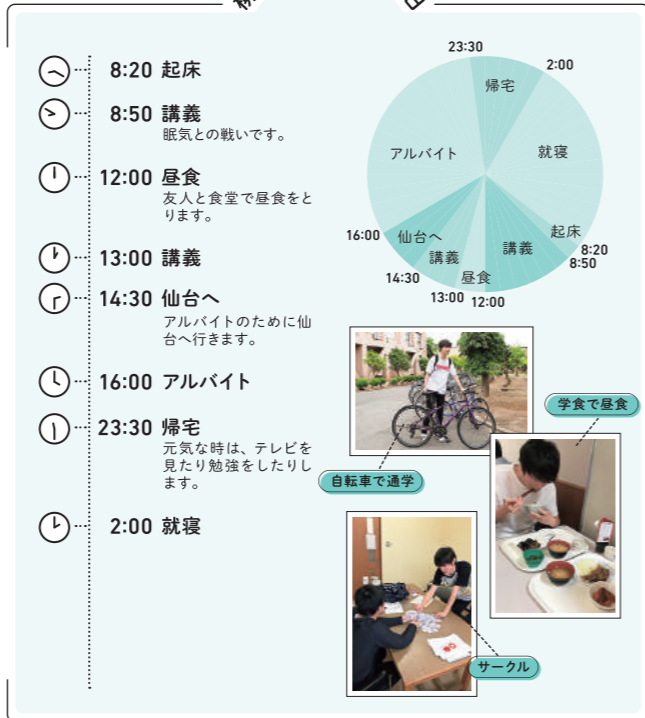 8:20 起床
8:50 講義
眠気との戦いです。
12:00 昼食
友人と食堂で昼食をと
ります。
13:00 講義
14:30 仙台へ
アルバイトのために仙
台へ行きます。
16:00 アルバイト
23:30 帰宅
元気な時は、テレビを
見たり勉強をしたりし
ます。
2:00 就寝
23:30
2:00
帰宅
アルバイト
就寝
16:00
仙台へ
起床
8:20
講義
講義
8:50
14:30
昼食
13:00
12:00
学食で昼食
自転車で通学
サークル